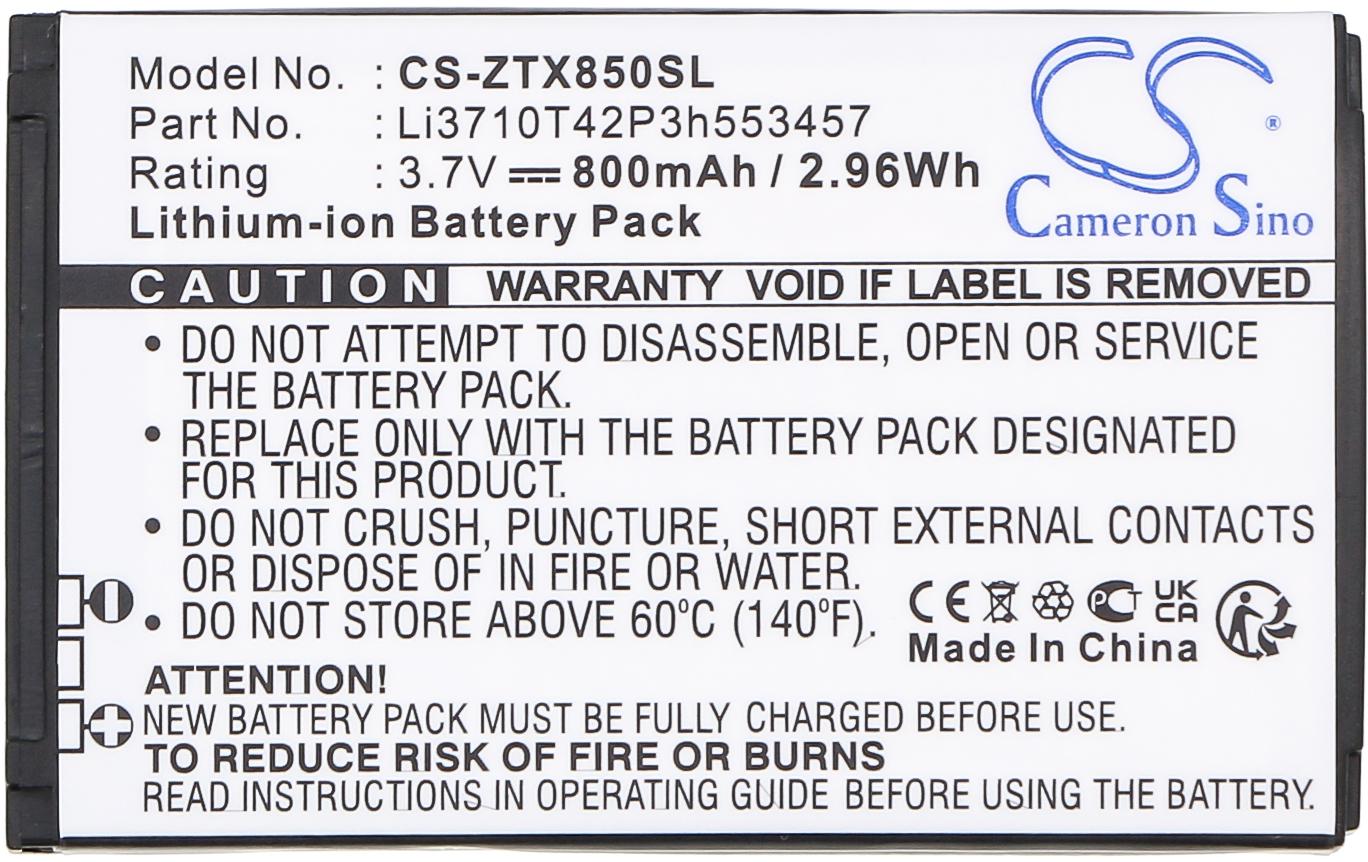 Model No. : CS-ZTX850SL
Part No. : Li3710T42P3h553457
Rating : 3.7V ⎓ 800mAh / 2.96Wh
Lithium-ion Battery Pack
CS ®
Cameron Sino
CAUTION WARRANTY VOID IF LABEL IS REMOVED
• DO NOT ATTEMPT TO DISASSEMBLE, OPEN OR SERVICE
THE BATTERY PACK.
• REPLACE ONLY WITH THE BATTERY PACK DESIGNATED
FOR THIS PRODUCT.
• DO NOT CRUSH, PUNCTURE, SHORT EXTERNAL CONTACTS
OR DISPOSE OF IN FIRE OR WATER.
• DO NOT STORE ABOVE 60°C (140°F).
CE PCT UK CA
Made In China
ATTENTION!
NEW BATTERY PACK MUST BE FULLY CHARGED BEFORE USE.
TO REDUCE RISK OF FIRE OR BURNS
READ INSTRUCTIONS IN OPERATING GUIDE BEFORE USING THE BATTERY.